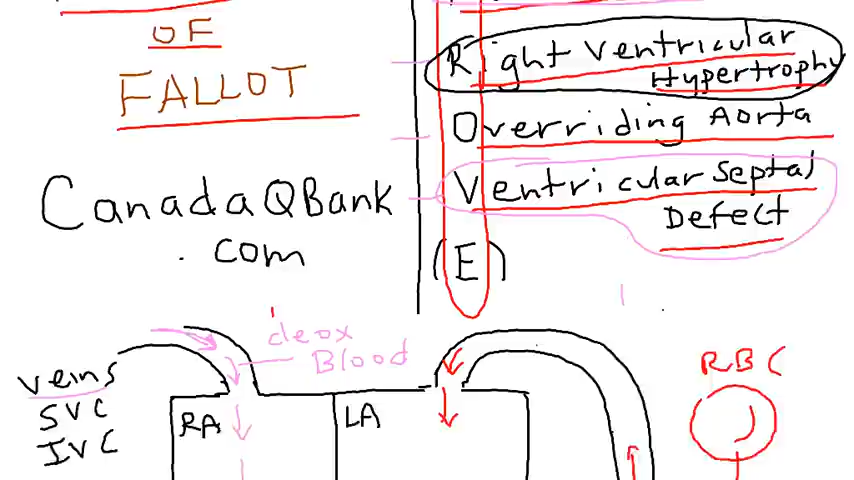 OF
FALLOT
CanadaQBank
.com
Right Ventricular
Hypertrophy
Overriding Aorta
Ventricular Septal
Defect
(E)
deox
Blood
veins
SVC
IVC
RA
LA
RBC